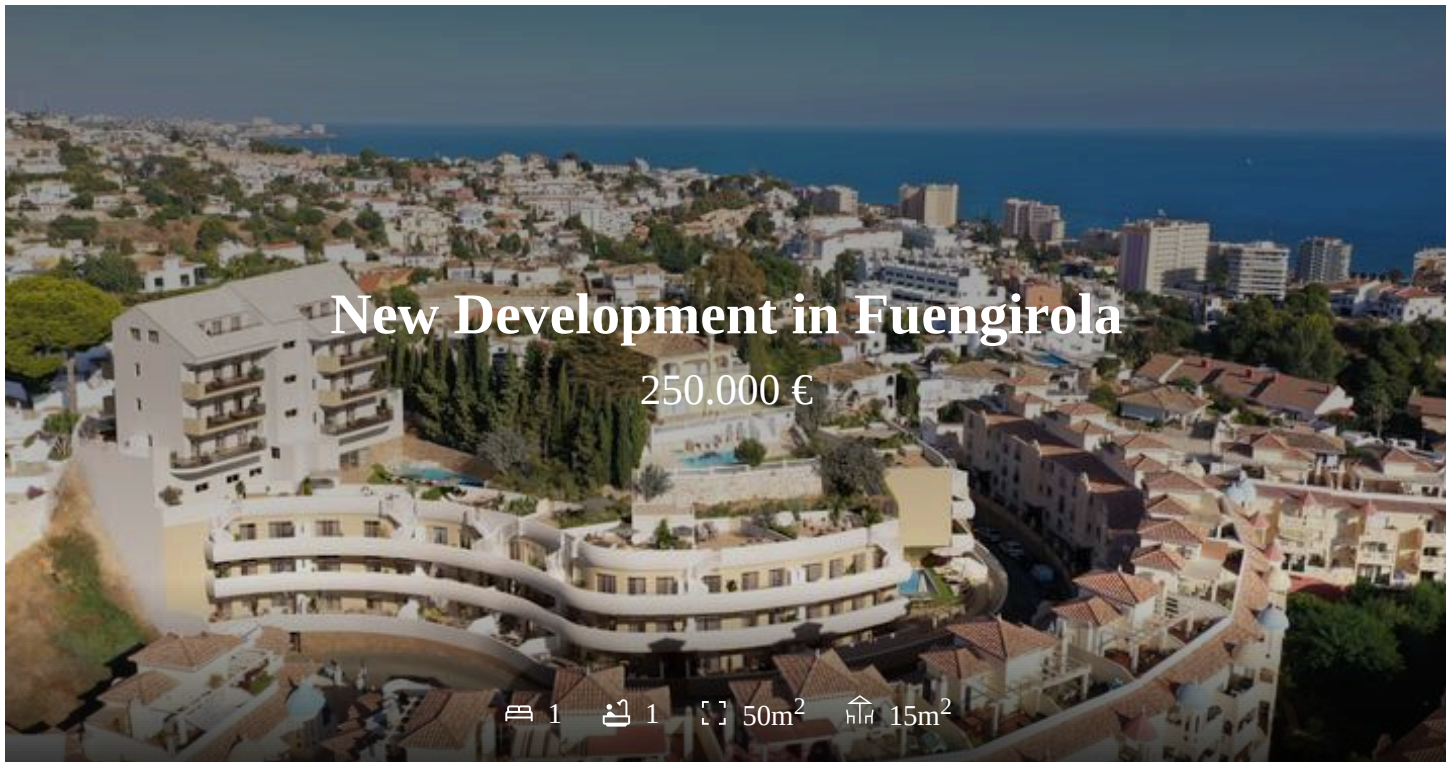 New Development in Fuengirola
250.000 €
1 1 50m² 15m²